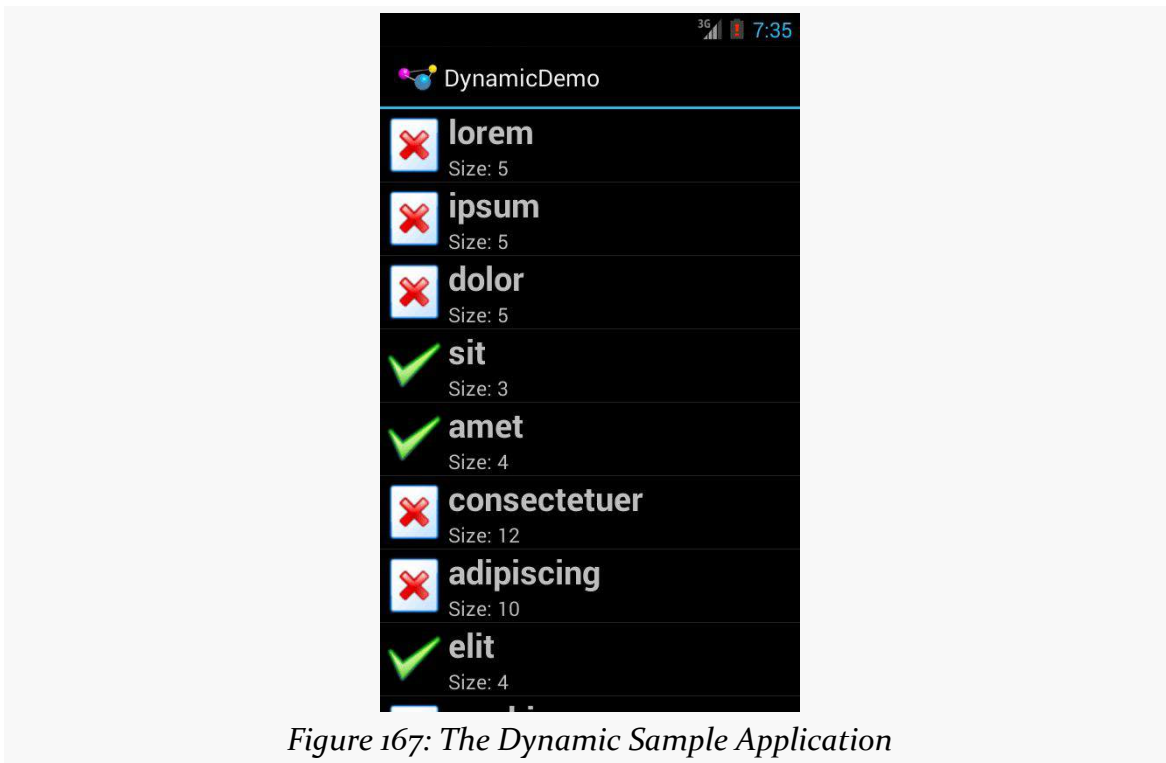 3G 7:35
DynamicDemo
lorem
Size: 5
ipsum
Size: 5
dolor
Size: 5
sit
Size: 3
amet
Size: 4
consectetuer
Size: 12
adipiscing
Size: 10
elit
Size: 4
Figure 167: The Dynamic Sample Application